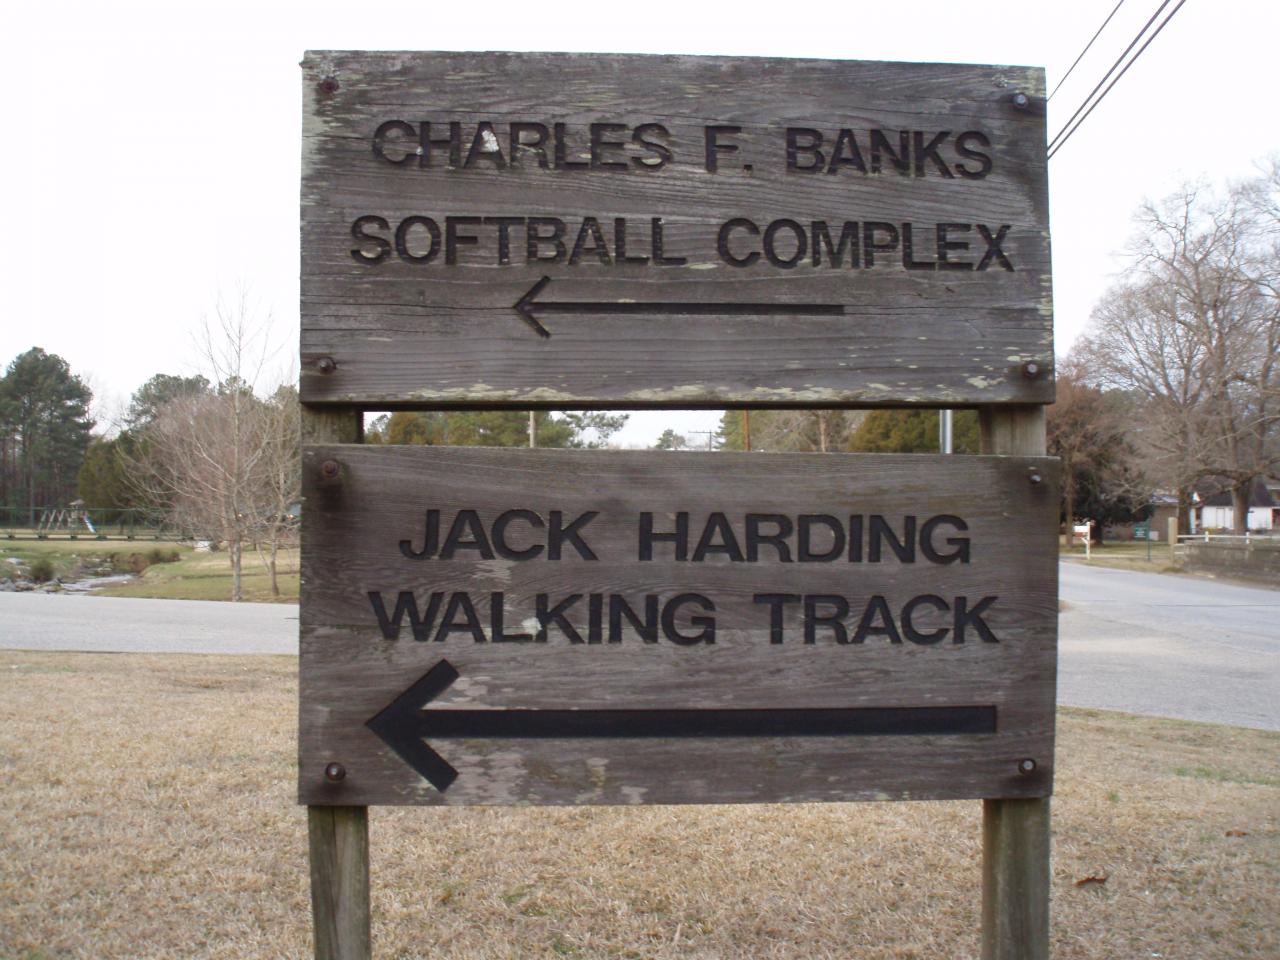 CHARLES F. BANKS
SOFTBALL COMPLEX
JACK HARDING
WALKING TRACK